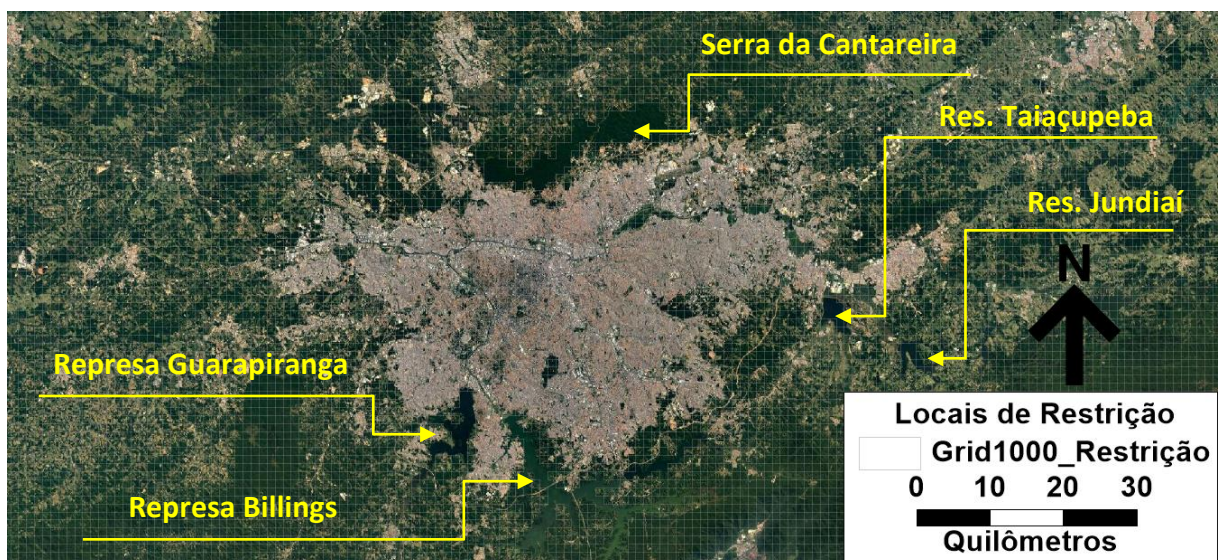 Serra da Cantareira
Res. Taiaçupeba
Res. Jundiaí
N
Represa Guarapiranga
Represa Billings
Locais de Restrição
Grid1000_Restrição
0 10 20 30
Quilômetros